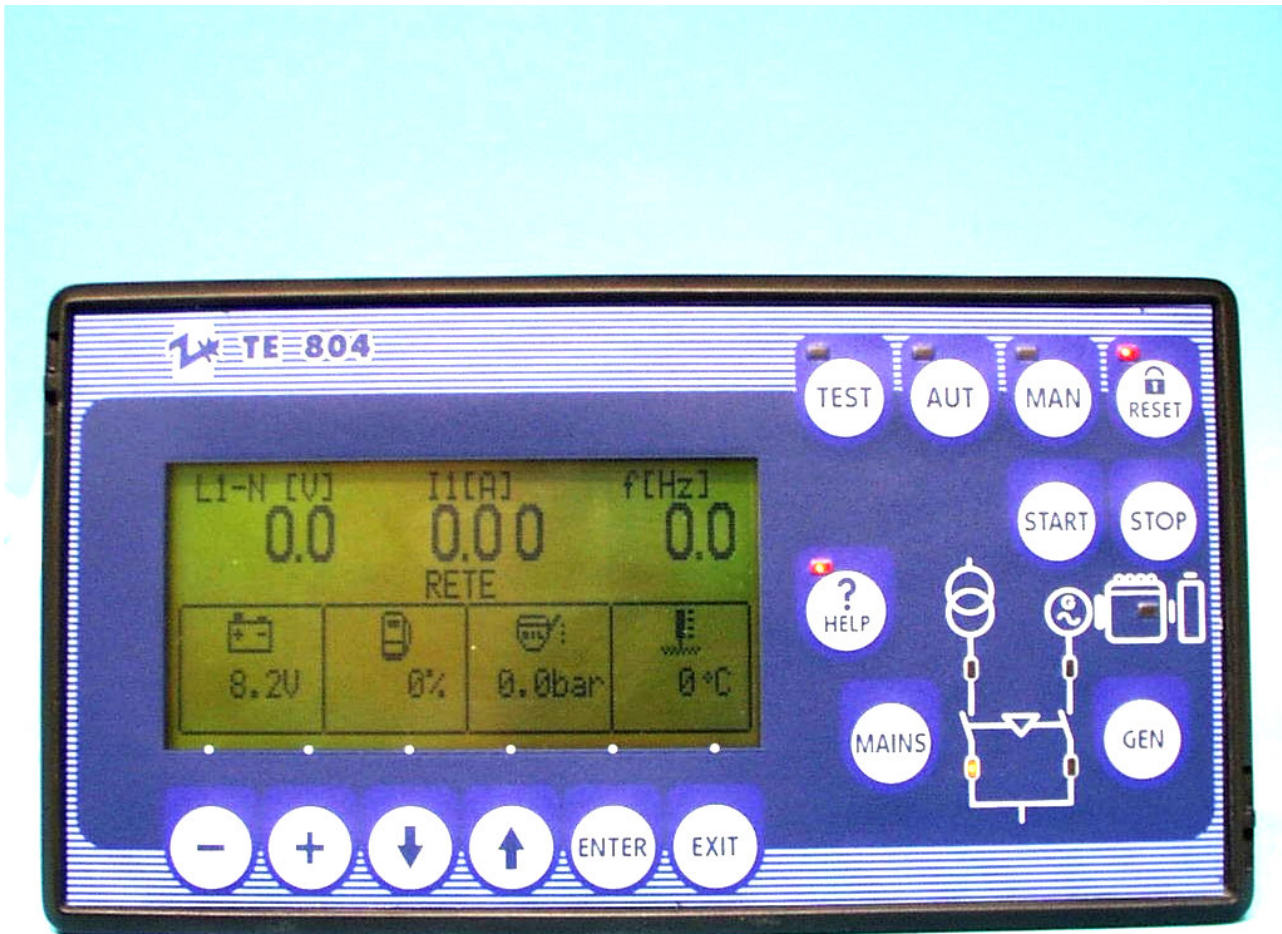 TE 804
TEST AUT MAN RESET
L1-N [V] I1[A] f[Hz]
0.0 0.00 0.0
RETE
START STOP
? HELP
G
OIL
8.2V 0% 0.0bar 0°C
MAINS GEN
- + ENTER EXIT